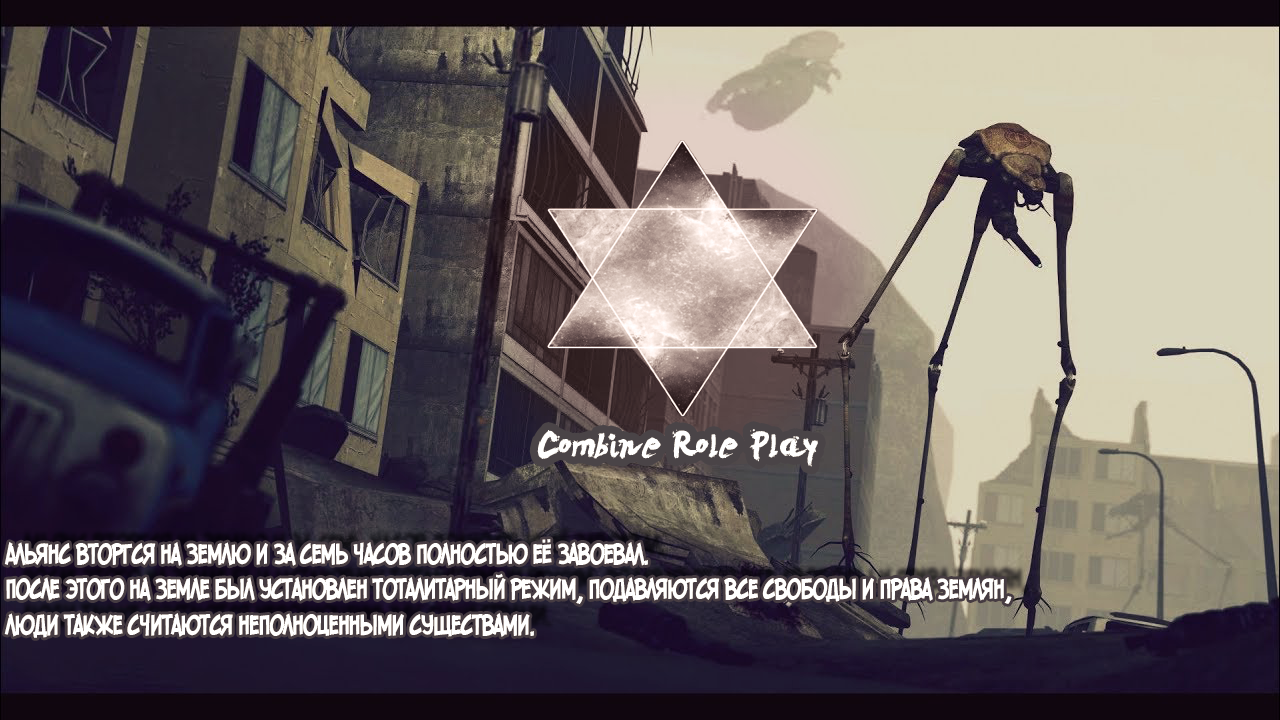 Combine Role Play
АЛЬЯНС ВТОРГСЯ НА ЗЕМЛЮ И ЗА СЕМЬ ЧАСОВ ПОЛНОСТЬЮ ЕЁ ЗАВОЕВАЛ.
ПОСЛЕ ЭТОГО НА ЗЕМЛЕ БЫЛ УСТАНОВЛЕН ТОТАЛИТАРНЫЙ РЕЖИМ, ПОДАВЛЯЮТСЯ ВСЕ СВОБОДЫ И ПРАВА ЗЕМЛЯН,
ЛЮДИ ТАКЖЕ СЧИТАЮТСЯ НЕПОЛНОЦЕННЫМИ СУЩЕСТВАМИ.